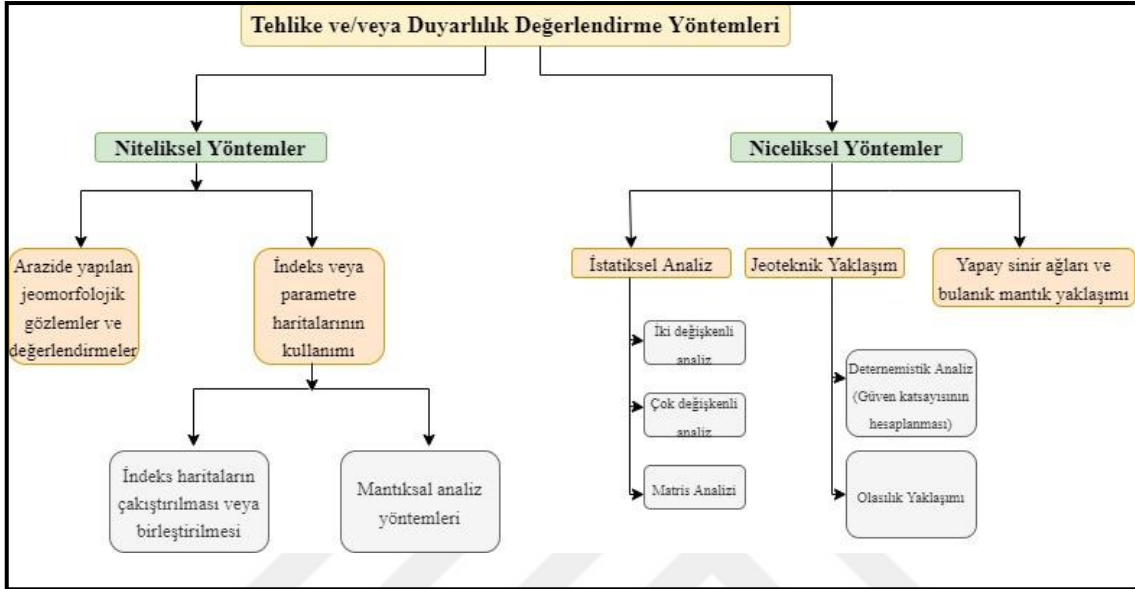 Tehlike ve/veya Duyarlılık Değerlendirme Yöntemleri
Niteliksel Yöntemler
Niceliksel Yöntemler
Arazide yapılan
jeomorfolojik
gözlemler ve
değerlendirmeler
İndeks veya
parametre
haritalarının
kullanımı
İndeks haritaların
çakıştırılması veya
birleştirilmesi
Mantıksal analiz
yöntemleri
İstatiksel Analiz
İki değişkenli
analiz
Çok değişkenli
analiz
Matris Analizi
Jeoteknik Yaklaşım
Deternemistik Analiz
(Güven katsayısının
hesaplanması)
Olasılık Yaklaşımı
Yapay sinir ağları ve
bulanık mantık yaklaşımı